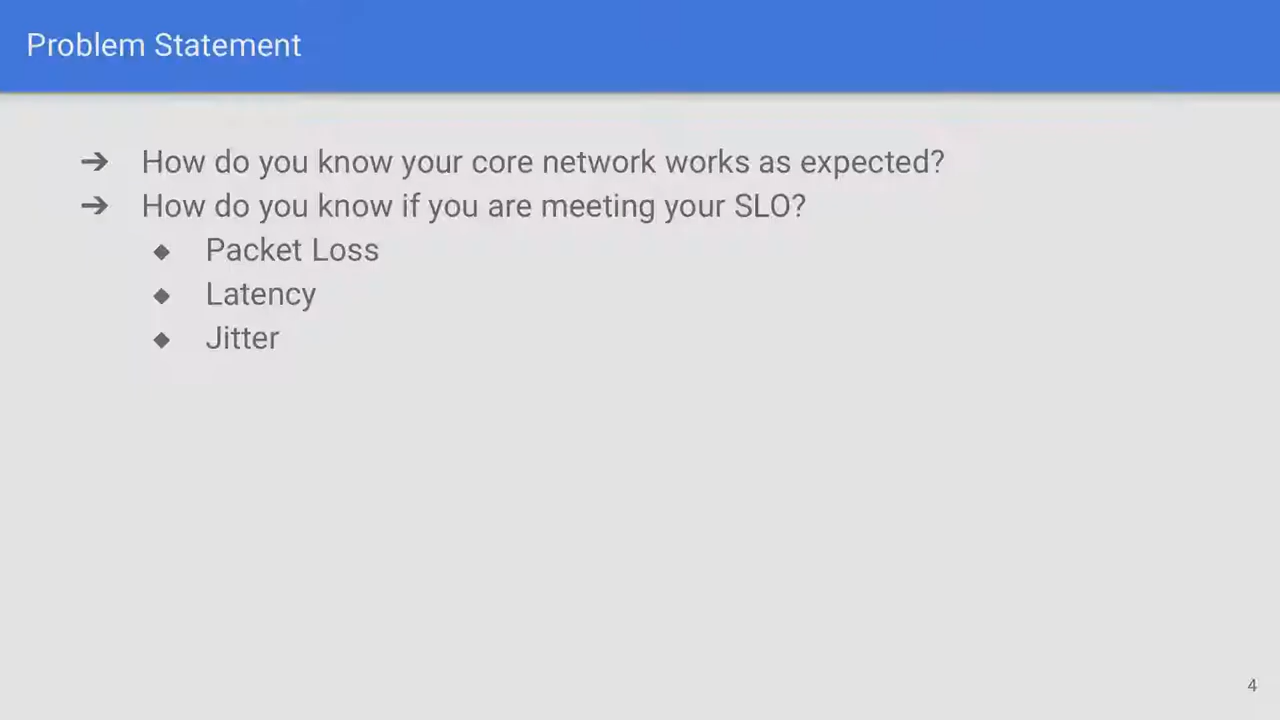 Problem Statement
➔ How do you know your core network works as expected?
➔ How do you know if you are meeting your SLO?
◆ Packet Loss
◆ Latency
◆ Jitter
4